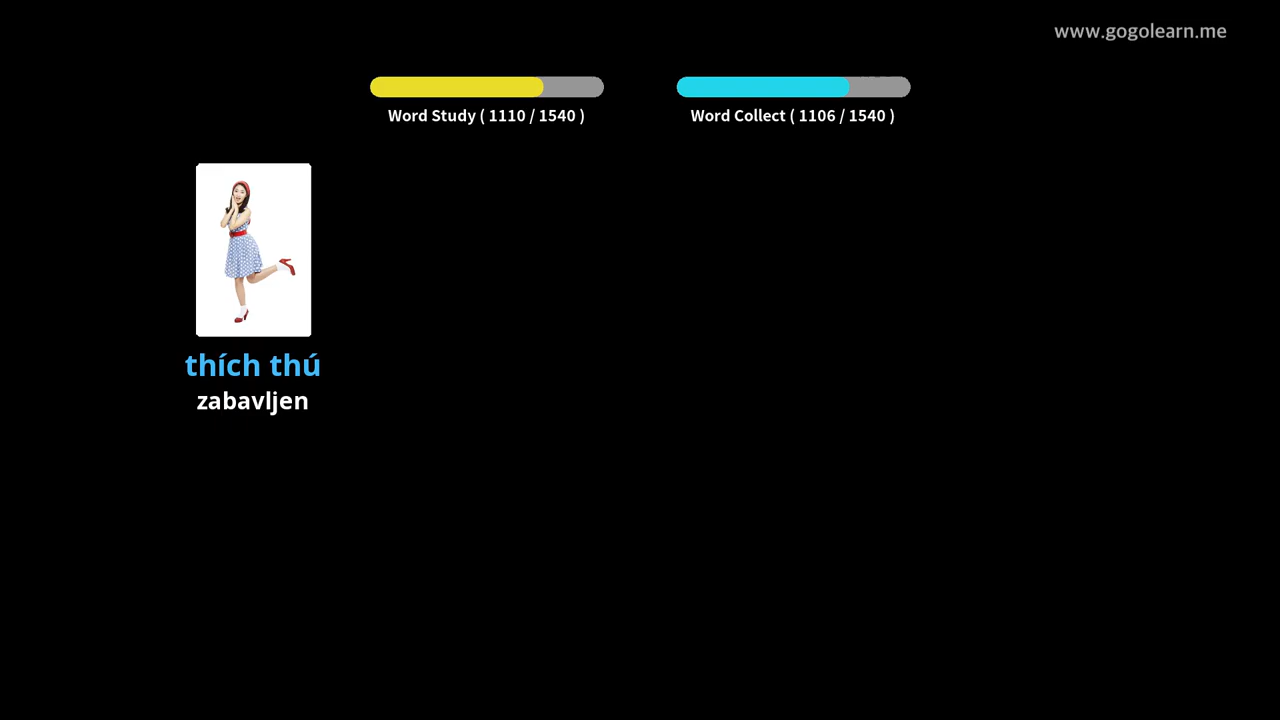 www.gogolearn.me
Word Study ( 1110 / 1540 )
Word Collect ( 1106 / 1540 )
thích thú
zabavljen